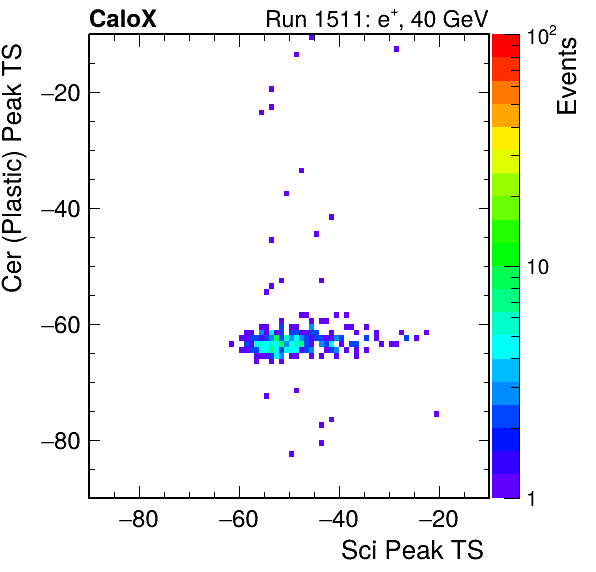 CaloX Run 1511: e⁺, 40 GeV
Cer (Plastic) Peak TS
−20
−40
−60
−80
−80 −60 −40 −20
Sci Peak TS
10²
10
1
Events